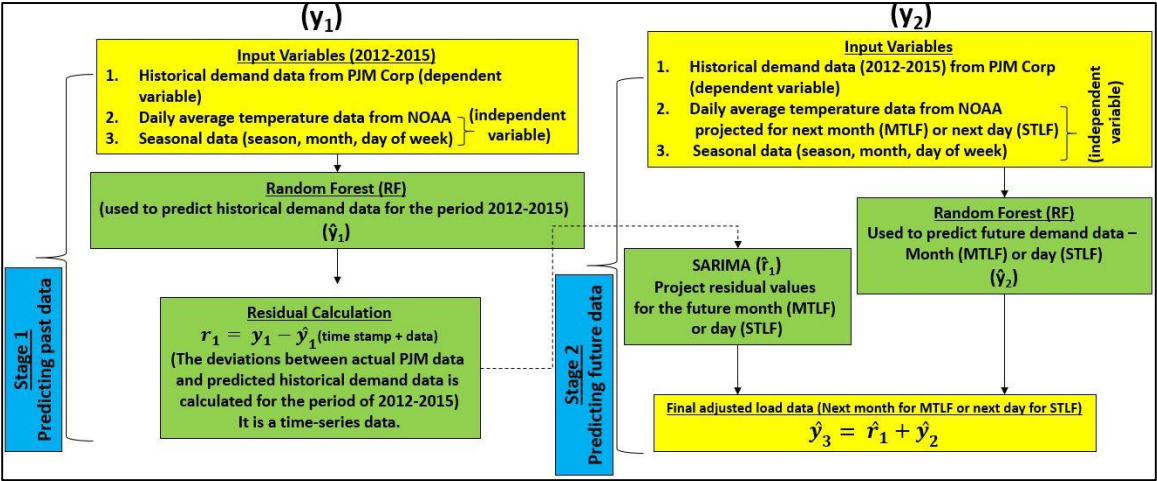 (y1)
Input Variables (2012-2015)
1. Historical demand data from PJM Corp (dependent
variable)
2. Daily average temperature data from NOAA
3. Seasonal data (season, month, day of week)
(independent
variable)
Random Forest (RF)
(used to predict historical demand data for the period 2012-2015)
(ŷ1)
Residual Calculation
r1 = y1 − ŷ1(time stamp + data)
(The deviations between actual PJM data
and predicted historical demand data is
calculated for the period of 2012-2015)
It is a time-series data.
Stage 1
Predicting past data
(y2)
Input Variables
1. Historical demand data (2012-2015) from PJM Corp
(dependent variable)
2. Daily average temperature data from NOAA
projected for next month (MTLF) or next day (STLF)
3. Seasonal data (season, month, day of week)
(independent
variable)
Random Forest (RF)
Used to predict future demand data –
Month (MTLF) or day (STLF)
(ŷ2)
SARIMA (r̂1)
Project residual values
for the future month (MTLF)
or day (STLF)
Stage 2
Predicting future data
Final adjusted load data (Next month for MTLF or next day for STLF)
ŷ3 = r̂1 + ŷ2